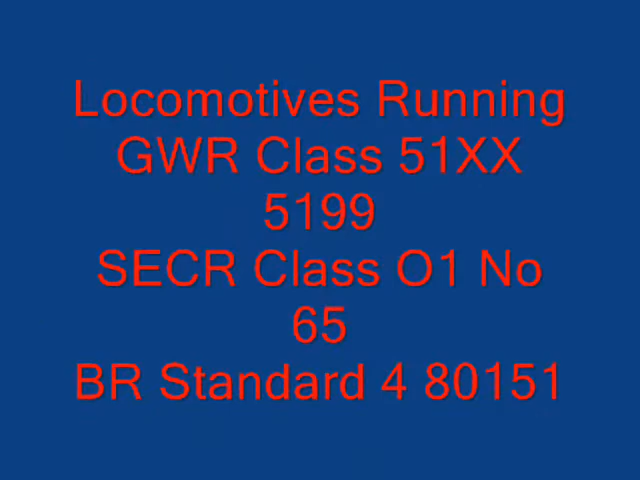 Locomotives Running
GWR Class 51XX
5199
SECR Class O1 No
65
BR Standard 4 80151